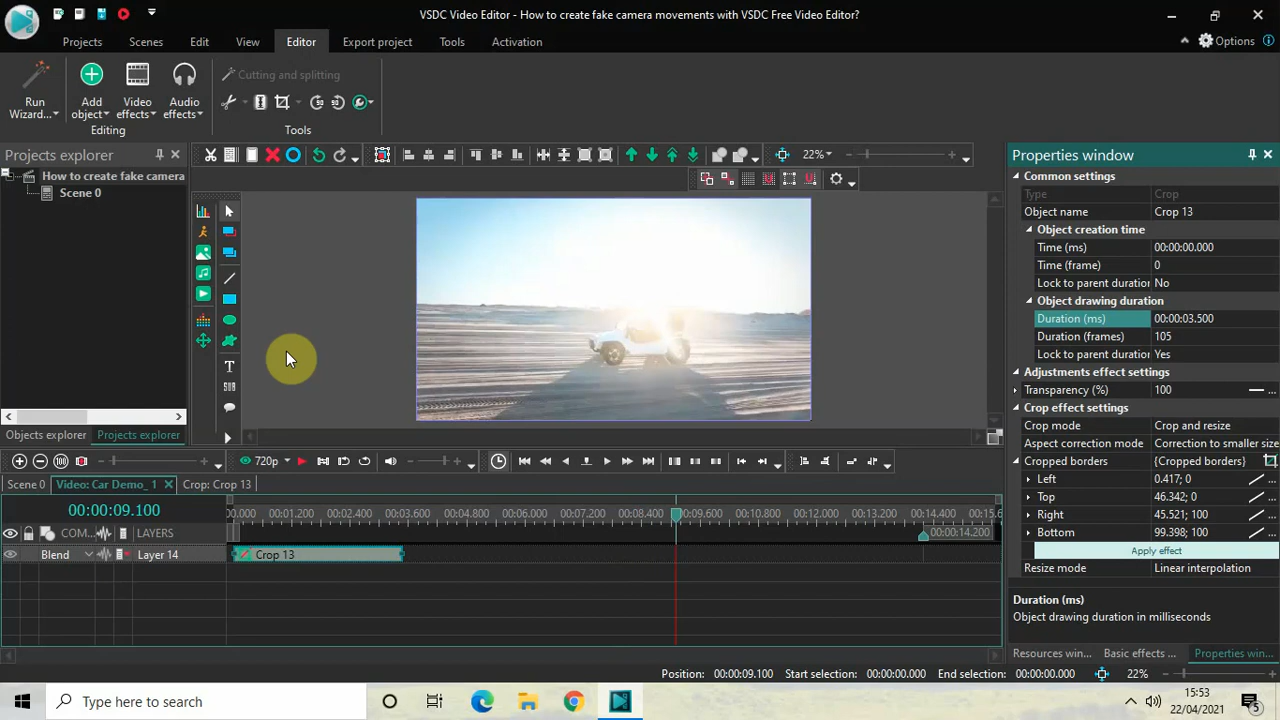 VSDC Video Editor - How to create fake camera movements with VSDC Free Video Editor?
Projects Scenes Edit View Editor Export project Tools Activation
Options
Run Wizard...
Add object
Video effects
Audio effects
Editing
Cutting and splitting
Tools
Projects explorer
How to create fake camera
Scene 0
22%
Objects explorer
Projects explorer
Properties window
Common settings
Type Crop
Object name Crop 13
Object creation time
Time (ms) 00:00:00.000
Time (frame) 0
Lock to parent duration No
Object drawing duration
Duration (ms) 00:00:03.500
Duration (frames) 105
Lock to parent duration Yes
Adjustments effect settings
Transparency (%) 100 ...
Crop effect settings
Crop mode Crop and resize
Aspect correction mode Correction to smaller size
Cropped borders {Cropped borders}
Left 0.417; 0 ...
Top 46.342; 0 ...
Right 45.521; 100 ...
Bottom 99.398; 100 ...
Apply effect
Resize mode Linear interpolation
Duration (ms)
Object drawing duration in milliseconds
Resources win... Basic effects ... Properties win...
720p
Scene 0 Video: Car Demo_ 1 Crop: Crop 13
00:00:09.100
0.000 00:01.200 00:02.400 00:03.600 00:04.800 00:06.000 00:07.200 00:08.400 00:09.600 00:10.800 00:12.000 00:13.200 00:14.400 00:15.6
COM... LAYERS
00:00:14.200
Blend Layer 14 Crop 13
Position: 00:00:09.100 Start selection: 00:00:00.000 End selection: 00:00:00.000 22%
Type here to search
15:53
22/04/2021
5